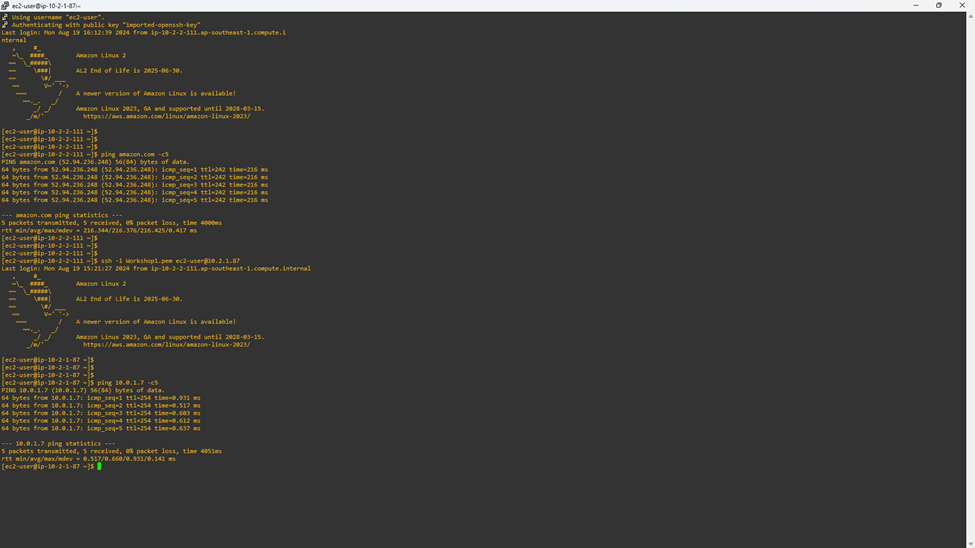 ec2-user@ip-10-2-1-87:~
Using username "ec2-user".
Authenticating with public key "imported-openssh-key"
Last login: Mon Aug 19 16:12:39 2024 from ip-10-2-2-111.ap-southeast-1.compute.i
nternal
   ,     #_
   ~\_  ####_        Amazon Linux 2
  ~~  \_#####\
  ~~     \###|       AL2 End of Life is 2025-06-30.
  ~~       \#/ ___
   ~~       V~' '->
    ~~~         /    A newer version of Amazon Linux is available!
      ~~._.   _/
         _/ _/       Amazon Linux 2023, GA and supported until 2028-03-15.
       _/m/'           https://aws.amazon.com/linux/amazon-linux-2023/
[ec2-user@ip-10-2-2-111 ~]$
[ec2-user@ip-10-2-2-111 ~]$
[ec2-user@ip-10-2-2-111 ~]$
[ec2-user@ip-10-2-2-111 ~]$ ping amazon.com -c5
PING amazon.com (52.94.236.248) 56(84) bytes of data.
64 bytes from 52.94.236.248 (52.94.236.248): icmp_seq=1 ttl=242 time=216 ms
64 bytes from 52.94.236.248 (52.94.236.248): icmp_seq=2 ttl=242 time=216 ms
64 bytes from 52.94.236.248 (52.94.236.248): icmp_seq=3 ttl=242 time=216 ms
64 bytes from 52.94.236.248 (52.94.236.248): icmp_seq=4 ttl=242 time=216 ms
64 bytes from 52.94.236.248 (52.94.236.248): icmp_seq=5 ttl=242 time=216 ms
--- amazon.com ping statistics ---
5 packets transmitted, 5 received, 0% packet loss, time 4000ms
rtt min/avg/max/mdev = 216.344/216.376/216.425/0.417 ms
[ec2-user@ip-10-2-2-111 ~]$
[ec2-user@ip-10-2-2-111 ~]$
[ec2-user@ip-10-2-2-111 ~]$
[ec2-user@ip-10-2-2-111 ~]$ ssh -i Workshop1.pem ec2-user@10.2.1.87
Last login: Mon Aug 19 15:21:27 2024 from ip-10-2-2-111.ap-southeast-1.compute.internal
   ,     #_
   ~\_  ####_        Amazon Linux 2
  ~~  \_#####\
  ~~     \###|       AL2 End of Life is 2025-06-30.
  ~~       \#/ ___
   ~~       V~' '->
    ~~~         /    A newer version of Amazon Linux is available!
      ~~._.   _/
         _/ _/       Amazon Linux 2023, GA and supported until 2028-03-15.
       _/m/'           https://aws.amazon.com/linux/amazon-linux-2023/
[ec2-user@ip-10-2-1-87 ~]$
[ec2-user@ip-10-2-1-87 ~]$
[ec2-user@ip-10-2-1-87 ~]$
[ec2-user@ip-10-2-1-87 ~]$ ping 10.0.1.7 -c5
PING 10.0.1.7 (10.0.1.7) 56(84) bytes of data.
64 bytes from 10.0.1.7: icmp_seq=1 ttl=254 time=0.931 ms
64 bytes from 10.0.1.7: icmp_seq=2 ttl=254 time=0.517 ms
64 bytes from 10.0.1.7: icmp_seq=3 ttl=254 time=0.603 ms
64 bytes from 10.0.1.7: icmp_seq=4 ttl=254 time=0.612 ms
64 bytes from 10.0.1.7: icmp_seq=5 ttl=254 time=0.637 ms
--- 10.0.1.7 ping statistics ---
5 packets transmitted, 5 received, 0% packet loss, time 4051ms
rtt min/avg/max/mdev = 0.517/0.660/0.931/0.141 ms
[ec2-user@ip-10-2-1-87 ~]$